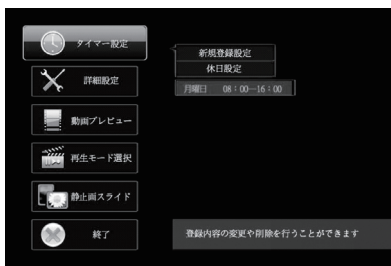 タイマー設定
新規登録設定
休日設定
詳細設定
月曜日 08:00―16:00
動画プレビュー
再生モード選択
静止画スライド
終了
登録内容の変更や削除を行うことができます